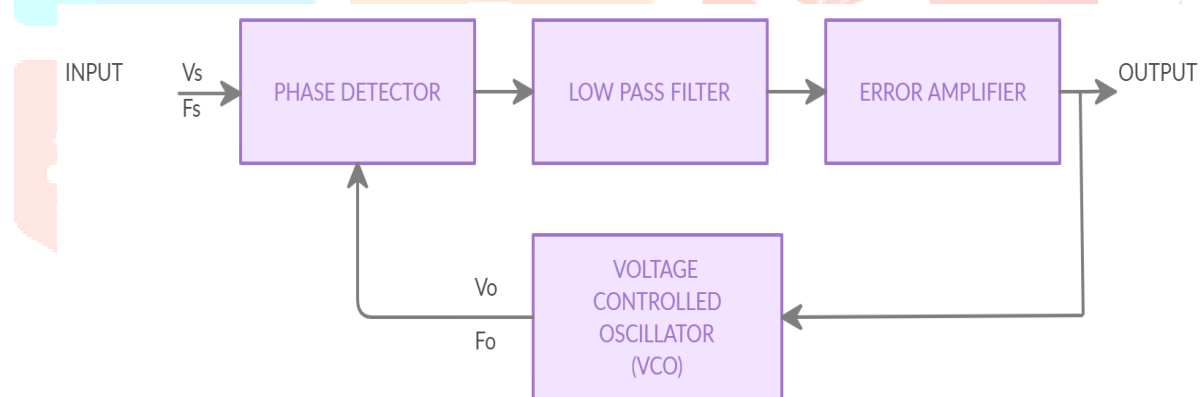 INPUT
Vs
Fs
PHASE DETECTOR
LOW PASS FILTER
ERROR AMPLIFIER
OUTPUT
Vo
Fo
VOLTAGE
CONTROLLED
OSCILLATOR
(VCO)